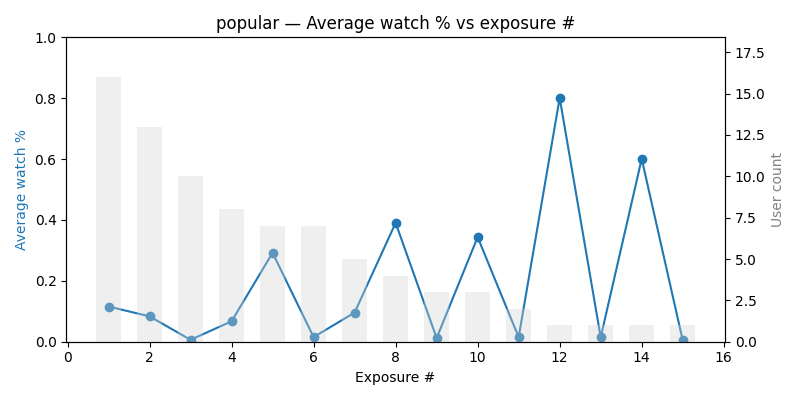 popular — Average watch % vs exposure #
Average watch %
1.0
0.8
0.6
0.4
0.2
0.0
17.5
15.0
12.5
10.0
7.5
5.0
2.5
0.0
User count
0 2 4 6 8 10 12 14 16
Exposure #